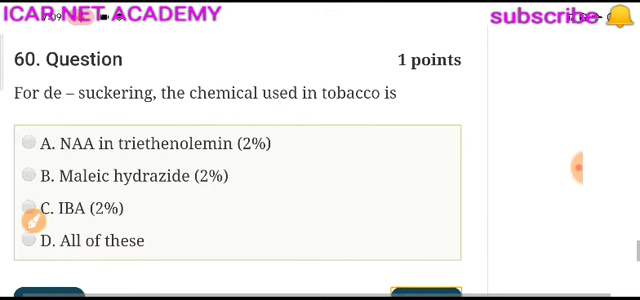 ICAR NET ACADEMY
subscribe
60. Question
1 points
For de – suckering, the chemical used in tobacco is
A. NAA in triethenolemin (2%)
B. Maleic hydrazide (2%)
C. IBA (2%)
D. All of these